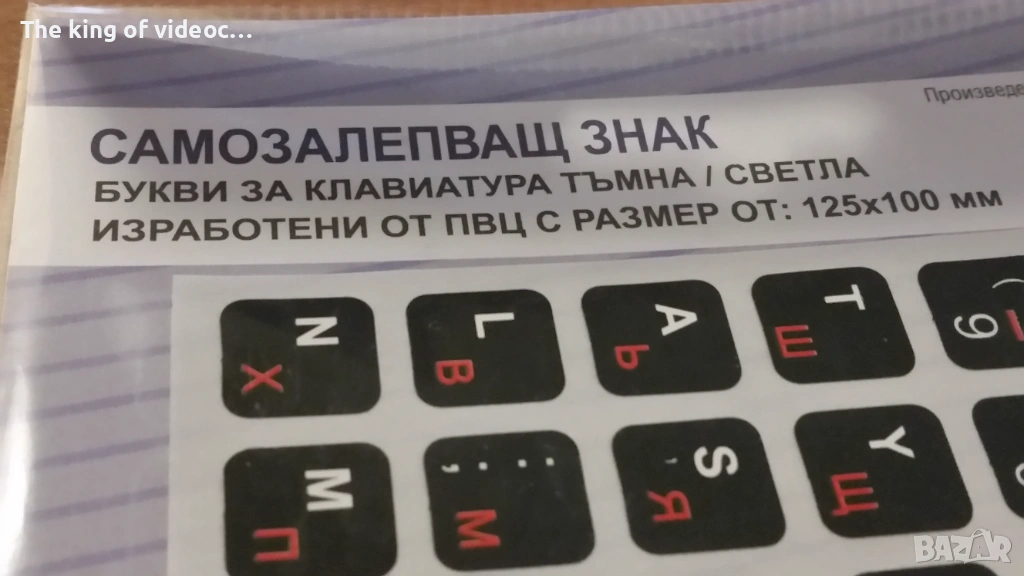 The king of videoc...
Произведе
САМОЗАЛЕПВАЩ ЗНАК
БУКВИ ЗА КЛАВИАТУРА ТЪМНА / СВЕТЛА
ИЗРАБОТЕНИ ОТ ПВЦ С РАЗМЕР ОТ: 125x100 мм
N Х
L В
A Ь
T Ш
( 9
M П
: ; М
S Я
Y Щ
BAZAR